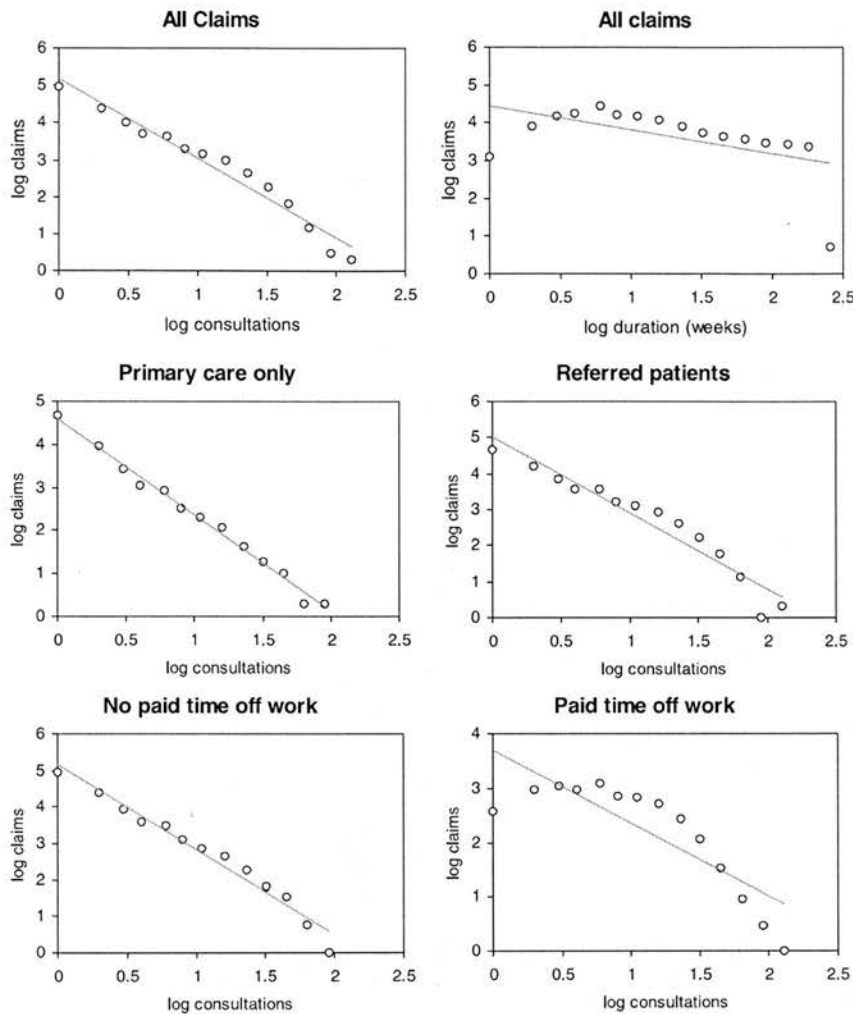 All Claims
6
5
4
3
2
1
0
log claims
0 0.5 1 1.5 2 2.5
log consultations
All claims
6
5
4
3
2
1
0
log claims
0 0.5 1 1.5 2 2.5
log duration (weeks)
Primary care only
5
4
3
2
1
0
log claims
0 0.5 1 1.5 2 2.5
log consultations
Referred patients
6
5
4
3
2
1
0
log claims
0 0.5 1 1.5 2 2.5
log consultations
No paid time off work
6
5
4
3
2
1
0
log claims
0 0.5 1 1.5 2 2.5
log consultations
Paid time off work
4
3
2
1
0
log claims
0 0.5 1 1.5 2 2.5
log consultations